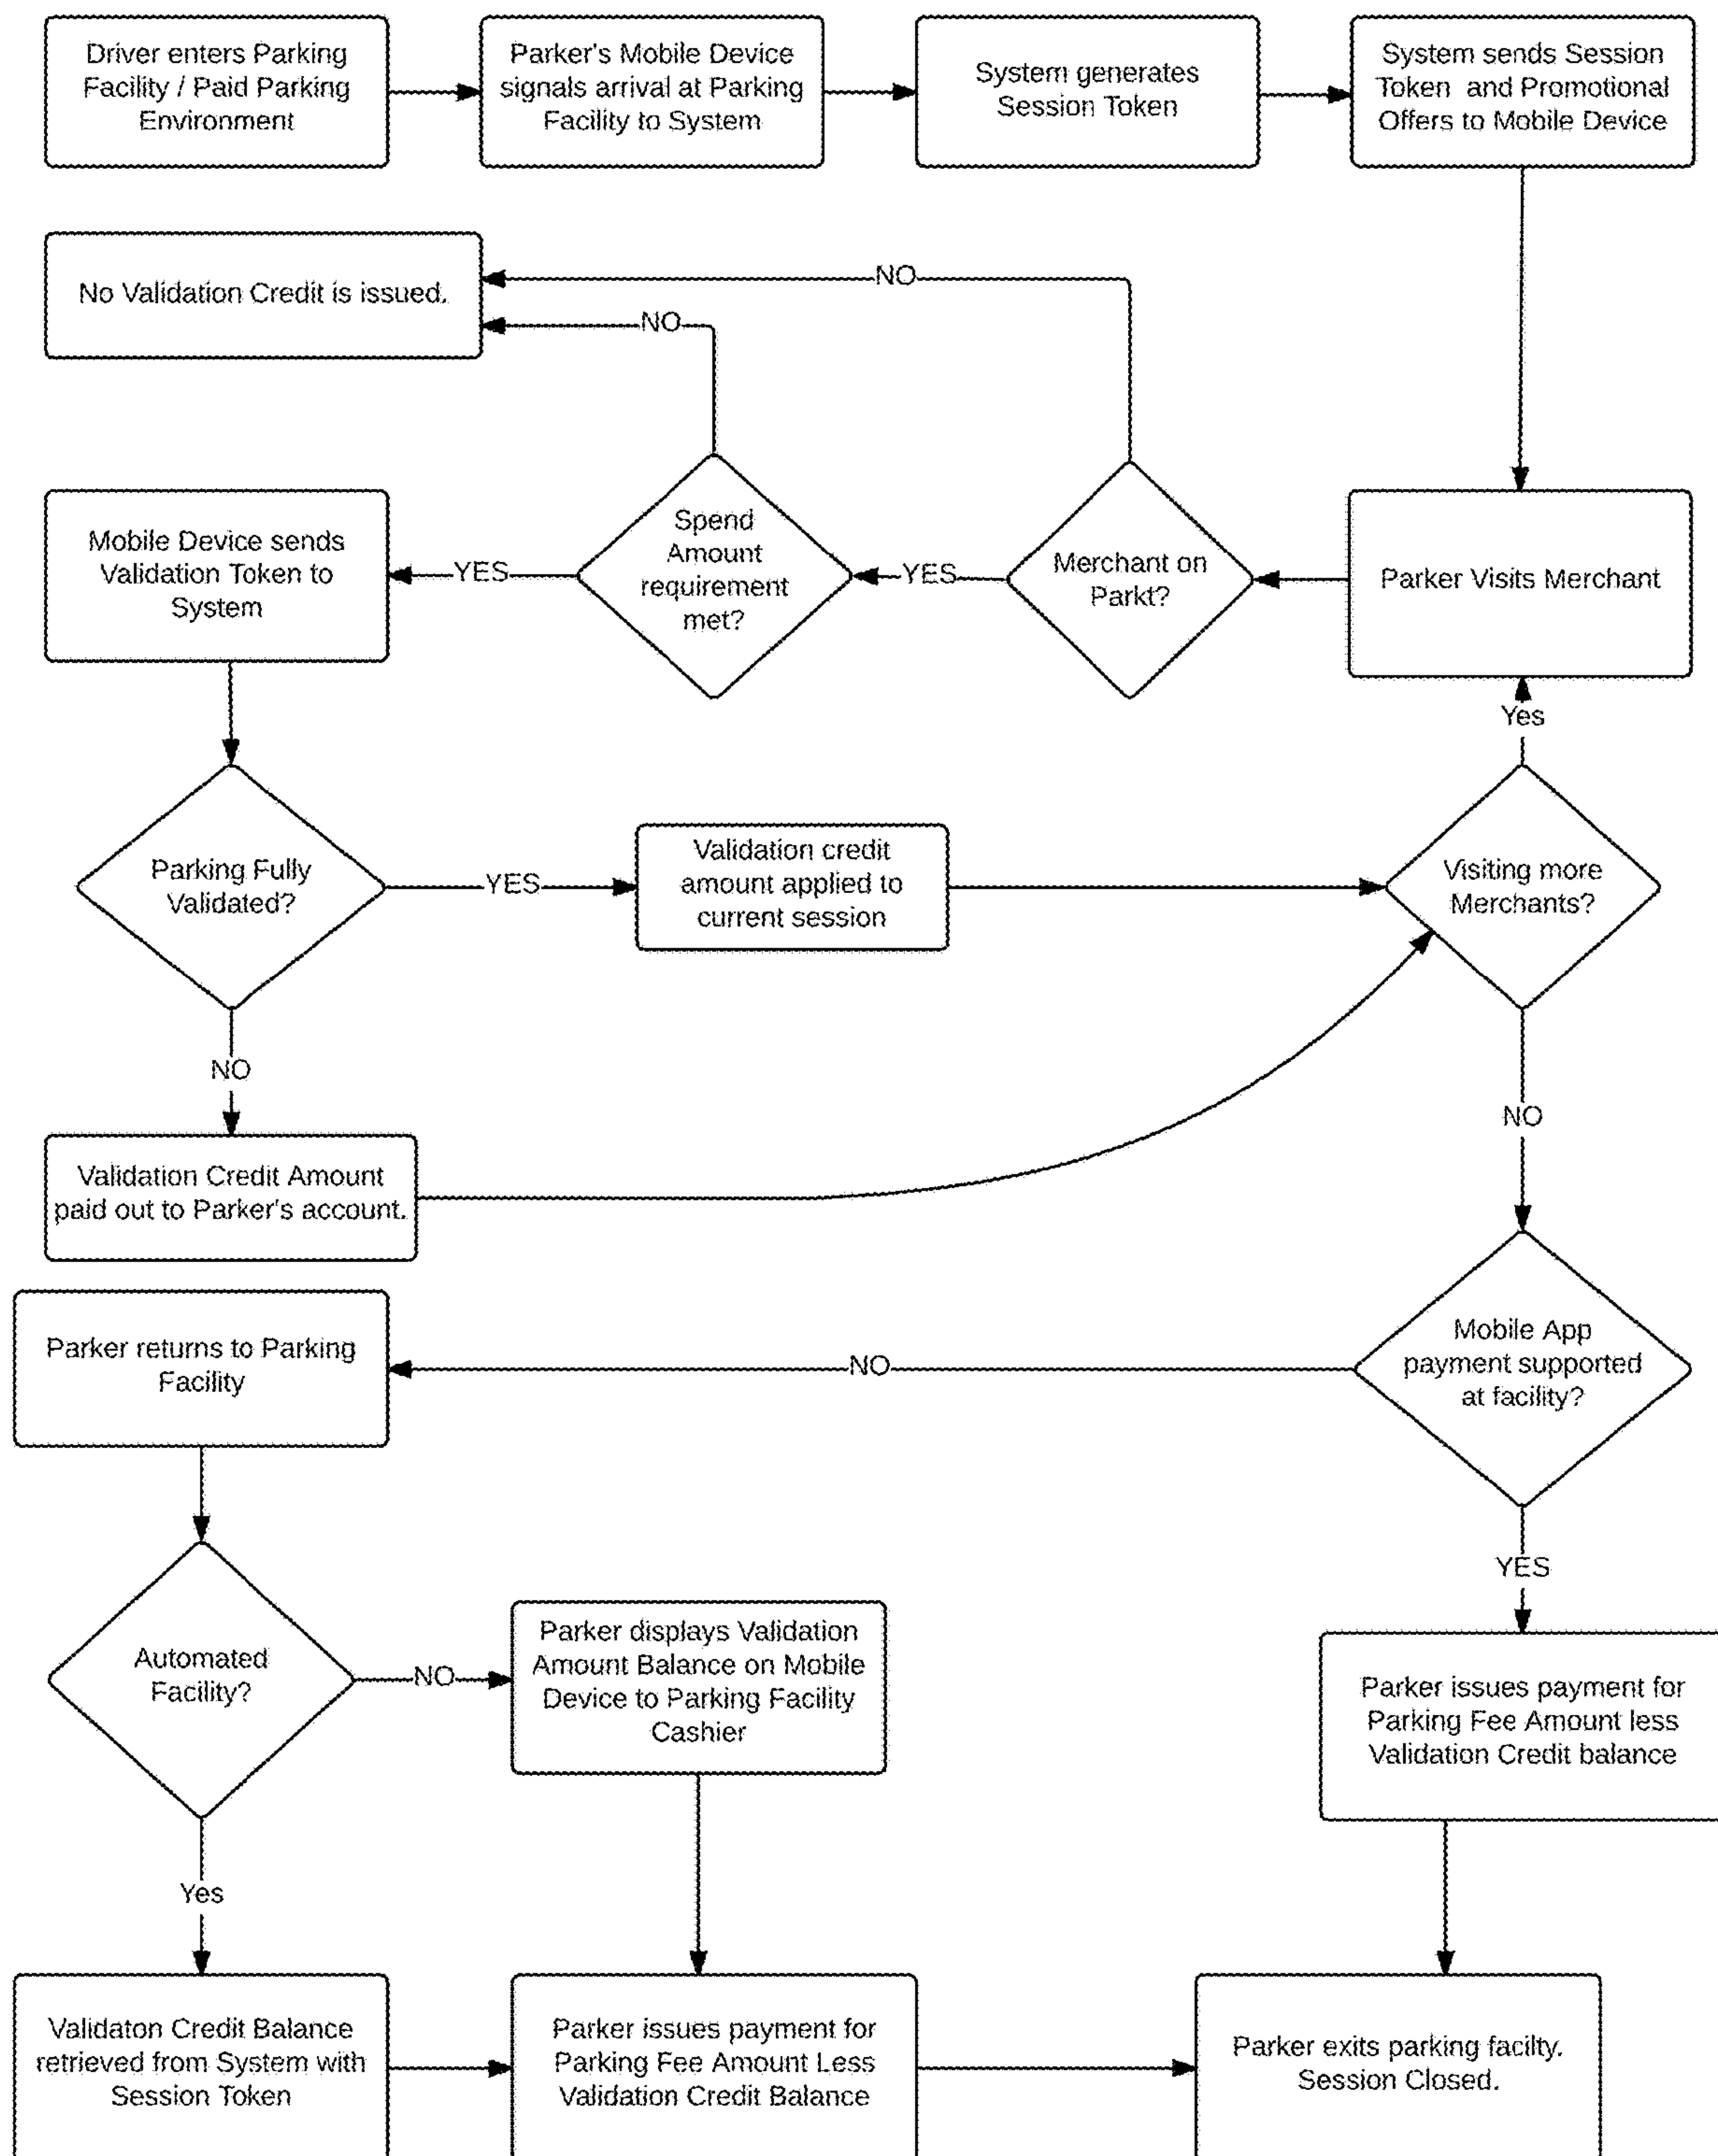 Driver enters Parking
Facility / Paid Parking
Environment
Parker's Mobile Device
signals arrival at Parking
Facility to System
System generates
Session Token
System sends Session
Token and Promotional
Offers to Mobile Device
No Validation Credit is issued.
NO
NO
Mobile Device sends
Validation Token to
System
YES
Spend
Amount
requirement
met?
YES
Merchant on
Parkt?
Parker Visits Merchant
Yes
Parking Fully
Validated?
YES
Validation credit
amount applied to
current session
Visiting more
Merchants?
NO
NO
Validation Credit Amount
paid out to Parker's account.
Parker returns to Parking
Facility
NO
Mobile App
payment supported
at facility?
YES
Automated
Facility?
NO
Parker displays Validation
Amount Balance on Mobile
Device to Parking Facility
Cashier
Parker issues payment for
Parking Fee Amount less
Validation Credit balance
Yes
Validaton Credit Balance
retrieved from System with
Session Token
Parker issues payment for
Parking Fee Amount Less
Validation Credit Balance
Parker exits parking facilty.
Session Closed.